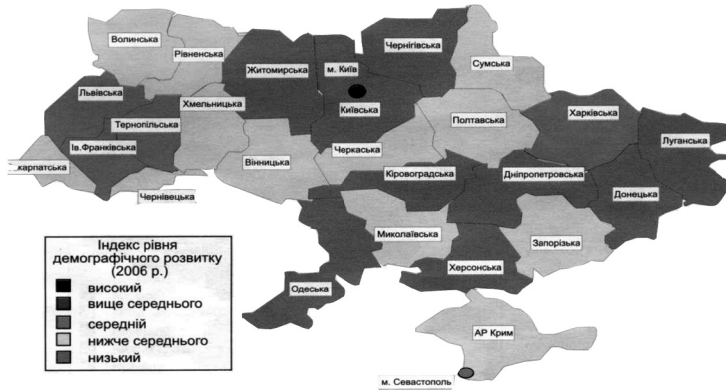 Волинська
Рівненська
Житомирська
м. Київ
Чернігівська
Сумська
Львівська
Тернопільська
Хмельницька
Київська
Полтавська
Харківська
Луганська
Ів.Франківська
карпатська
Чернівецька
Вінницька
Черкаська
Кіровоградська
Дніпропетровська
Донецька
Миколаївська
Запорізька
Одеська
Херсонська
АР Крим
м. Севастополь
Індекс рівня
демографічного розвитку
(2006 р.)
високий
вище середнього
середній
нижче середнього
низький